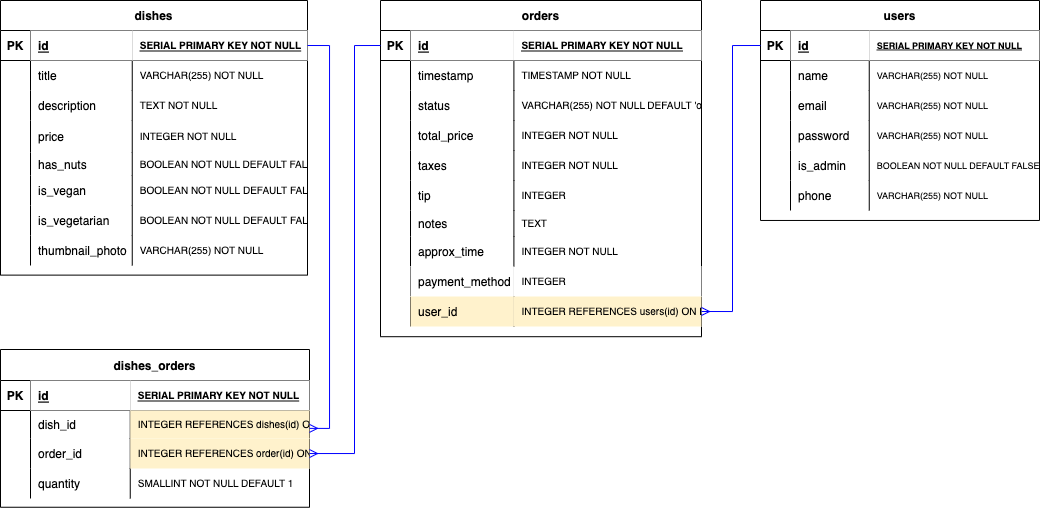 dishes
PK id SERIAL PRIMARY KEY NOT NULL
title VARCHAR(255) NOT NULL
description TEXT NOT NULL
price INTEGER NOT NULL
has_nuts BOOLEAN NOT NULL DEFAULT FAL
is_vegan BOOLEAN NOT NULL DEFAULT FAL
is_vegetarian BOOLEAN NOT NULL DEFAULT FAL
thumbnail_photo VARCHAR(255) NOT NULL
orders
PK id SERIAL PRIMARY KEY NOT NULL
timestamp TIMESTAMP NOT NULL
status VARCHAR(255) NOT NULL DEFAULT 'o
total_price INTEGER NOT NULL
taxes INTEGER NOT NULL
tip INTEGER
notes TEXT
approx_time INTEGER NOT NULL
payment_method INTEGER
user_id INTEGER REFERENCES users(id) ON
users
PK id SERIAL PRIMARY KEY NOT NULL
name VARCHAR(255) NOT NULL
email VARCHAR(255) NOT NULL
password VARCHAR(255) NOT NULL
is_admin BOOLEAN NOT NULL DEFAULT FALSE
phone VARCHAR(255) NOT NULL
dishes_orders
PK id SERIAL PRIMARY KEY NOT NULL
dish_id INTEGER REFERENCES dishes(id) O
order_id INTEGER REFERENCES order(id) ON
quantity SMALLINT NOT NULL DEFAULT 1